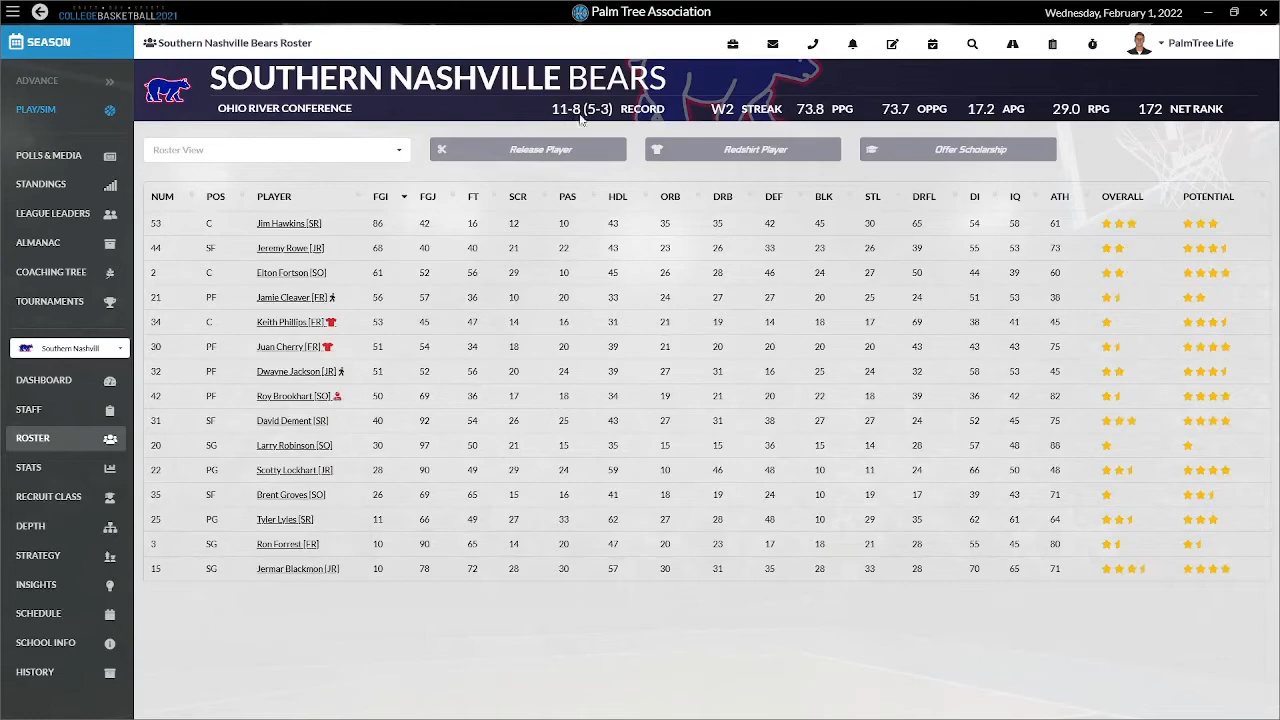 DRAFT DAY SPORTS
COLLEGEBASKETBALL2021
Palm Tree Association
Wednesday, February 1, 2022
SEASON
Southern Nashville Bears Roster
PalmTree Life
SOUTHERN NASHVILLE BEARS
OHIO RIVER CONFERENCE
11-8 (5-3) RECORD W2 STREAK 73.8 PPG 73.7 OPPG 17.2 APG 29.0 RPG 172 NET RANK
ADVANCE
PLAY/SIM
POLLS & MEDIA
STANDINGS
LEAGUE LEADERS
ALMANAC
COACHING TREE
TOURNAMENTS
Southern Nashvill
DASHBOARD
STAFF
ROSTER
STATS
RECRUIT CLASS
DEPTH
STRATEGY
INSIGHTS
SCHEDULE
SCHOOL INFO
HISTORY
Roster View Release Player Redshirt Player Offer Scholarship
NUM POS PLAYER FGI FGJ FT SCR PAS HDL ORB DRB DEF BLK STL DRFL DI IQ ATH OVERALL POTENTIAL
53 C Jim Hawkins [SR] 86 42 16 12 10 43 35 35 42 45 30 65 54 58 61
44 SF Jeremy Rowe [JR] 68 40 40 21 22 43 23 26 33 23 26 39 55 53 73
2 C Elton Fortson [SO] 61 52 56 29 10 45 26 28 46 24 27 50 44 39 60
21 PF Jamie Cleaver [FR] 56 57 36 10 20 33 24 27 27 20 25 24 51 53 38
34 C Keith Phillips [FR] 53 45 47 14 16 31 21 19 14 18 17 69 38 41 45
30 PF Juan Cherry [FR] 51 54 34 18 20 39 21 20 14 20 20 43 43 43 75
32 PF Dwayne Jackson [JR] 51 52 56 20 24 39 27 31 16 25 24 32 58 53 45
42 PF Roy Brookhart [SO] 50 69 36 17 18 34 19 21 20 22 18 39 36 42 82
31 SF David Dement [SR] 40 92 54 26 25 43 27 31 38 27 27 24 52 45 75
20 SG Larry Robinson [SO] 30 97 50 21 15 35 15 15 36 15 14 28 57 48 88
22 PG Scotty Lockhart [JR] 28 90 49 29 24 59 10 46 48 10 11 24 66 50 48
35 SF Brent Groves [SO] 26 69 65 15 16 41 18 19 24 10 19 17 39 43 71
25 PG Tyler Lyles [SR] 11 66 49 27 33 62 27 28 48 10 29 35 62 61 64
3 SG Ron Forrest [FR] 10 90 65 14 20 47 20 23 17 18 21 28 55 45 80
15 SG Jermar Blackmon [JR] 10 78 72 28 30 57 30 31 35 28 33 28 70 65 71